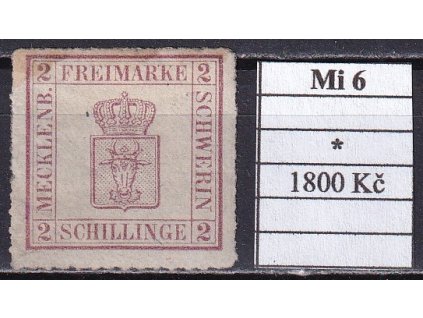 2 FREIMARKE 2
MECKLENB.
SCHWERIN
2 SCHILLINGE 2
Mi 6
*
1800 Kč